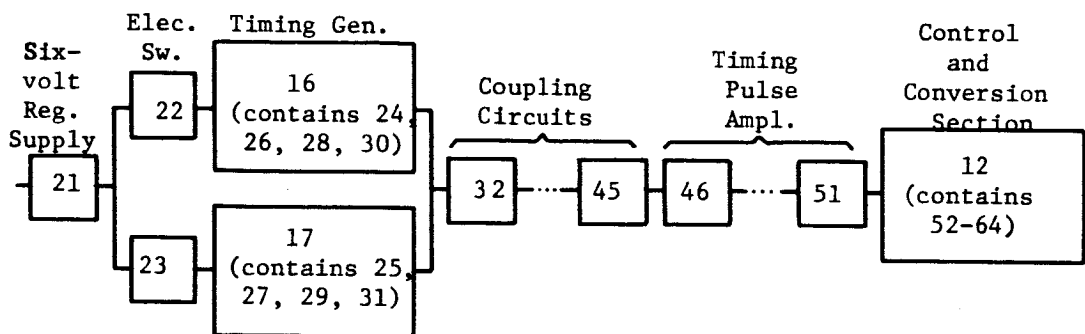 Six-
volt
Reg.
Supply
21
Elec.
Sw.
22
23
Timing Gen.
16
(contains 24,
26, 28, 30)
17
(contains 25,
27, 29, 31)
Coupling
Circuits
32
45
Timing
Pulse
Ampl.
46
51
Control
and
Conversion
Section
12
(contains
52-64)